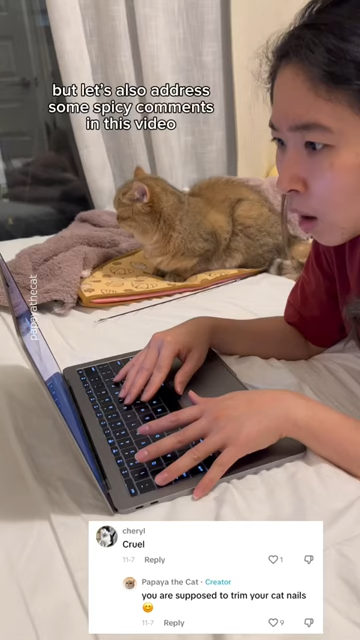 but let's also address
some spicy comments
in this video
papayathecat
cheryl
Cruel
11-7 Reply 1
Papaya the Cat · Creator
you are supposed to trim your cat nails
😊
11-7 Reply 9